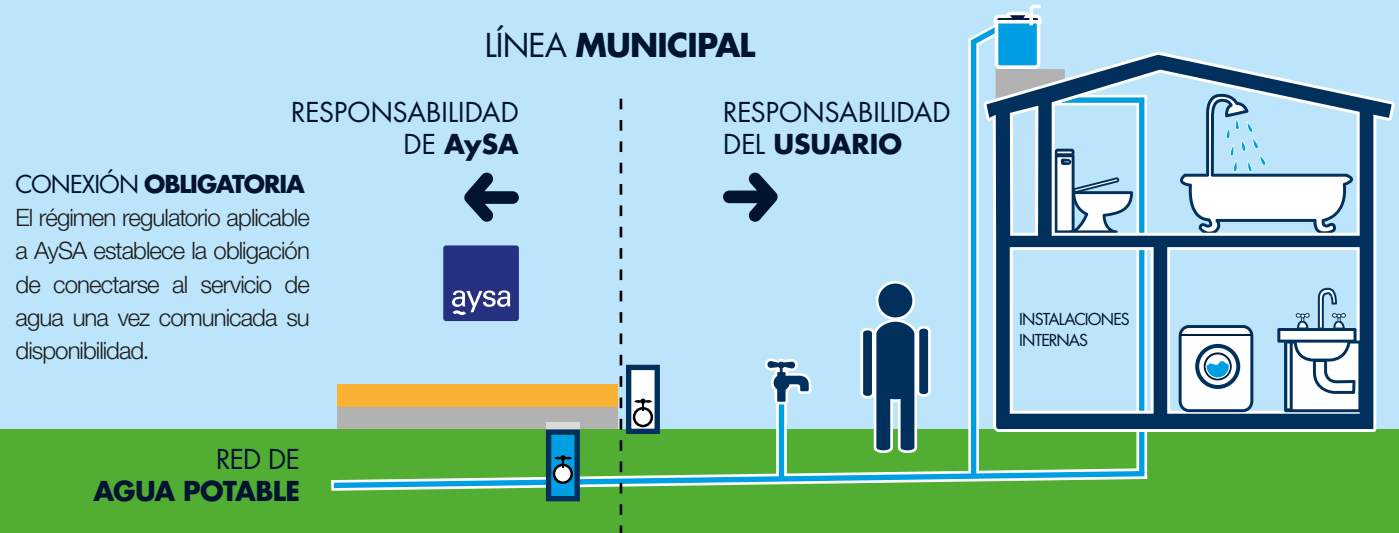 LÍNEA MUNICIPAL
RESPONSABILIDAD
DE AySA
RESPONSABILIDAD
DEL USUARIO
CONEXIÓN OBLIGATORIA
El régimen regulatorio aplicable
a AySA establece la obligación
de conectarse al servicio de
agua una vez comunicada su
disponibilidad.
aysa
INSTALACIONES
INTERNAS
RED DE
AGUA POTABLE